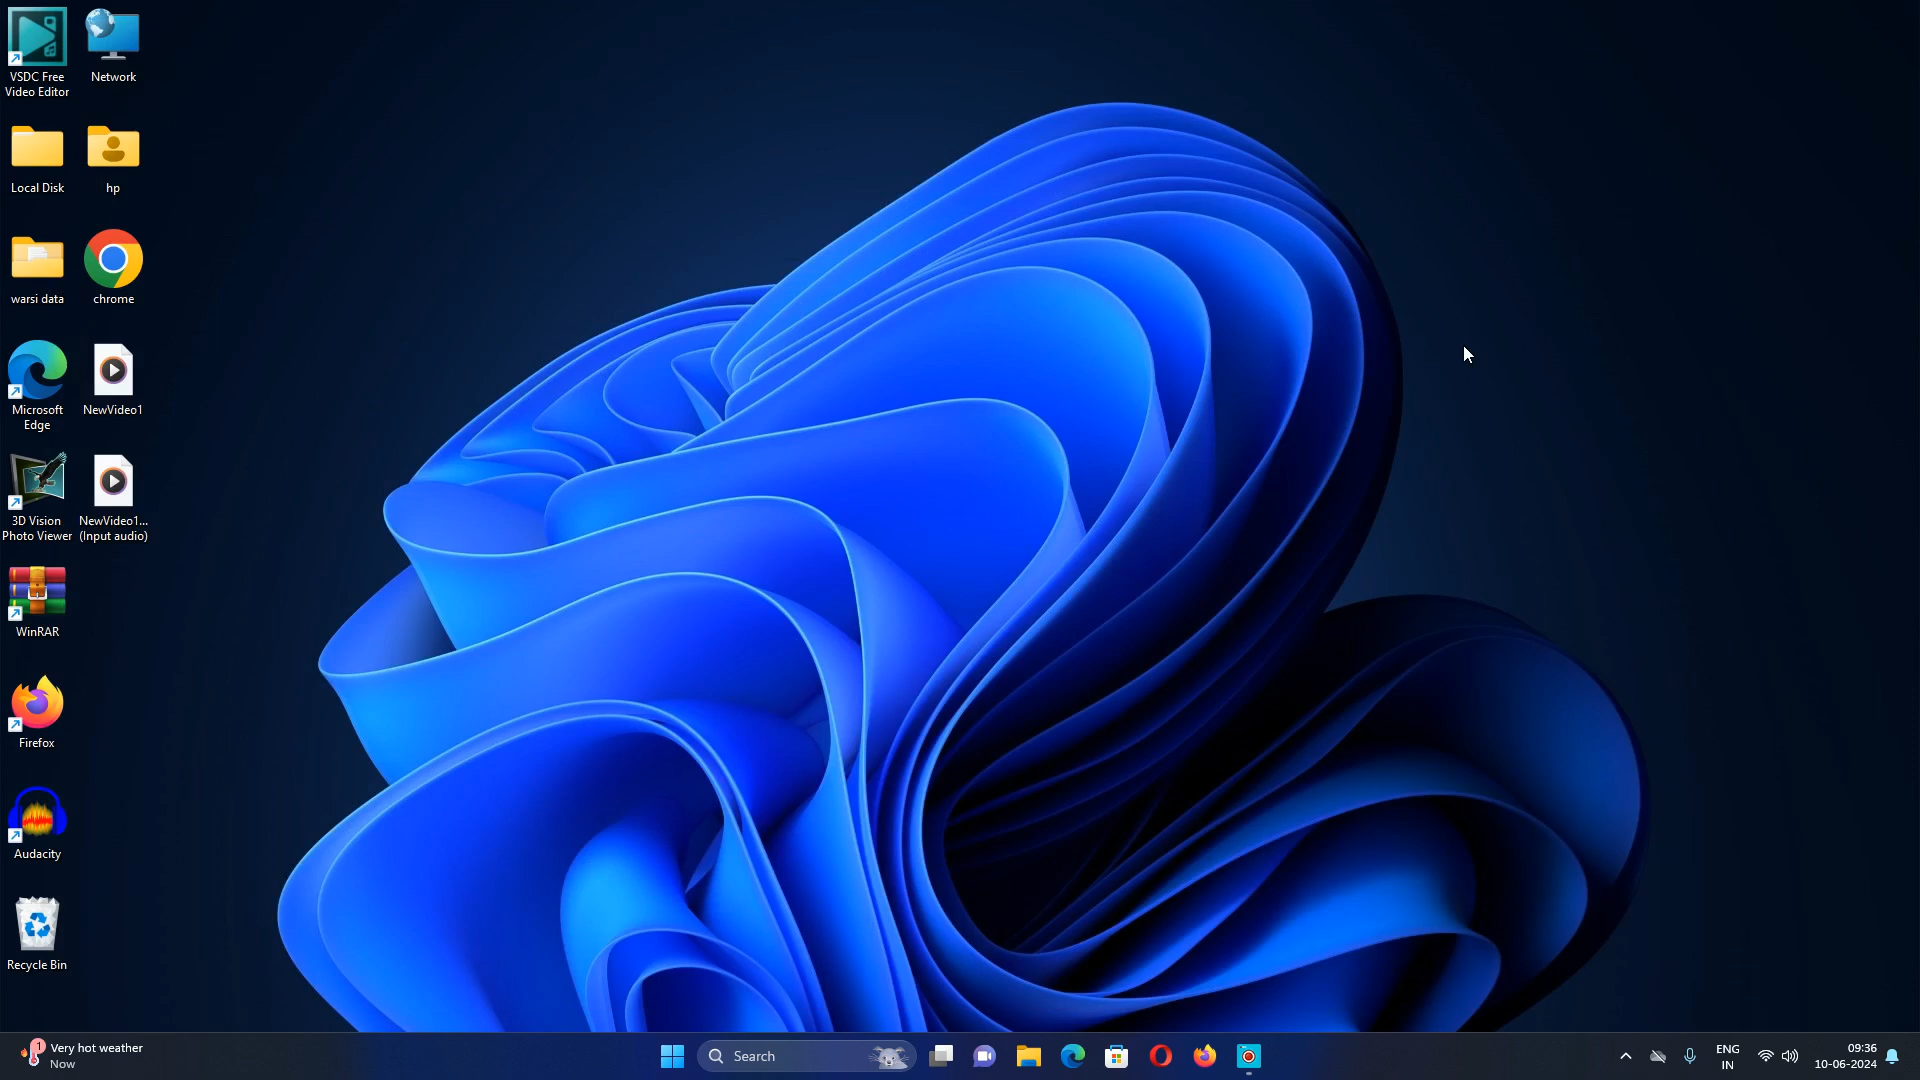 VSDC Free
Video Editor
Network
Local Disk
hp
warsi data
chrome
Microsoft
Edge
NewVideo1
3D Vision
Photo Viewer
NewVideo1...
(Input audio)
WinRAR
Firefox
Audacity
Recycle Bin
1
Very hot weather
Now
Search
ENG
IN
09:36
10-06-2024